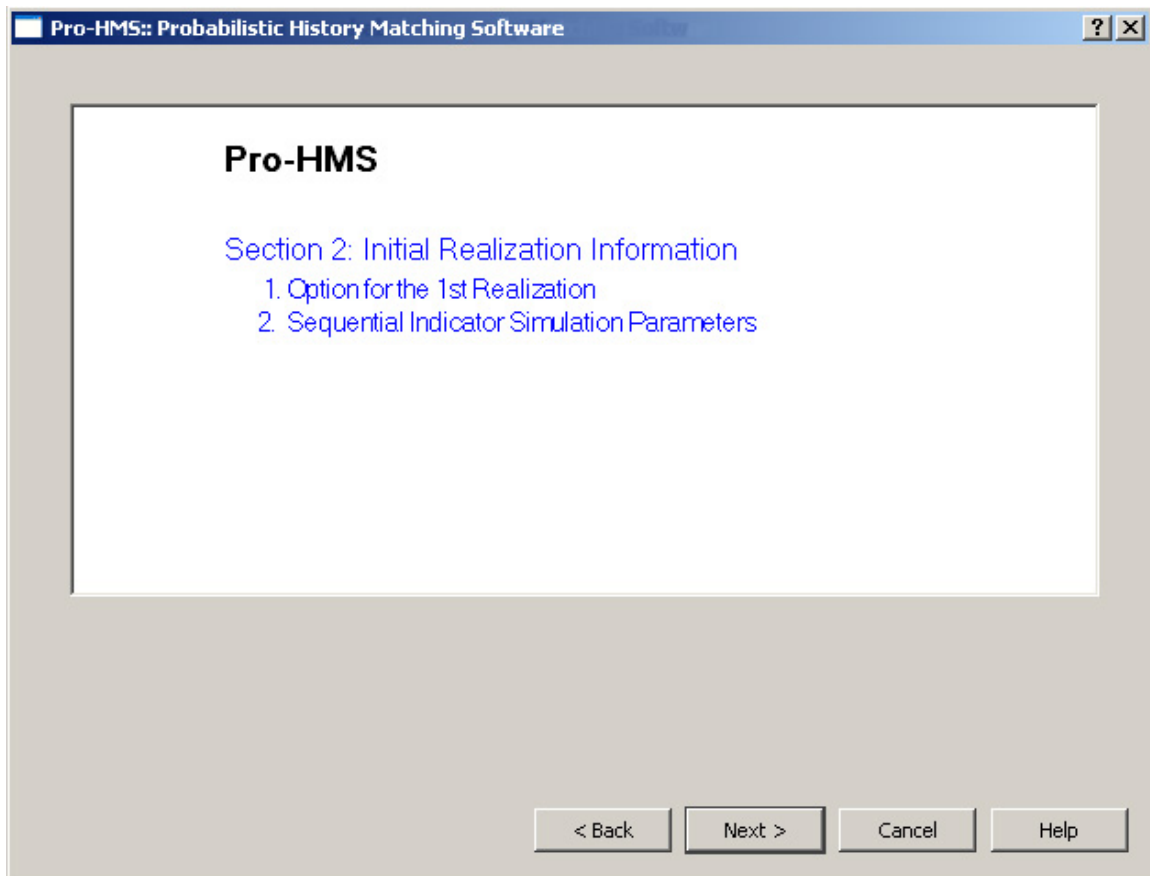 Pro-HMS:: Probabilistic History Matching Software
Pro-HMS
Section 2: Initial Realization Information
1. Option for the 1st Realization
2. Sequential Indicator Simulation Parameters
< Back Next > Cancel Help